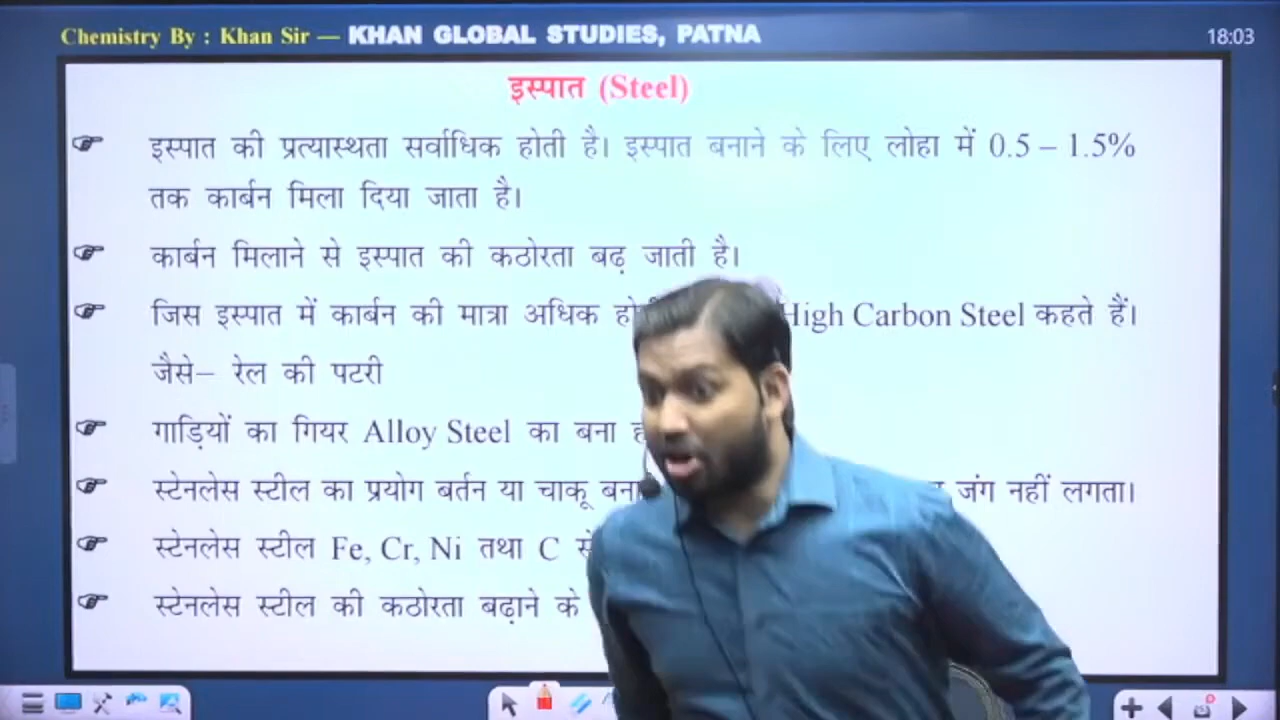 Chemistry By : Khan Sir — KHAN GLOBAL STUDIES, PATNA
18:03
इस्पात (Steel)
इस्पात की प्रत्यास्थता सर्वाधिक होती है। इस्पात बनाने के लिए लोहा में 0.5 – 1.5%
तक कार्बन मिला दिया जाता है।
कार्बन मिलाने से इस्पात की कठोरता बढ़ जाती है।
जिस इस्पात में कार्बन की मात्रा अधिक High Carbon Steel कहते हैं।
जैसे– रेल की पटरी
गाड़ियों का गियर Alloy Steel का बना
स्टेनलेस स्टील का प्रयोग बर्तन या चाकू जंग नहीं लगता।
स्टेनलेस स्टील Fe, Cr, Ni तथा C
स्टेनलेस स्टील की कठोरता बढ़ाने के